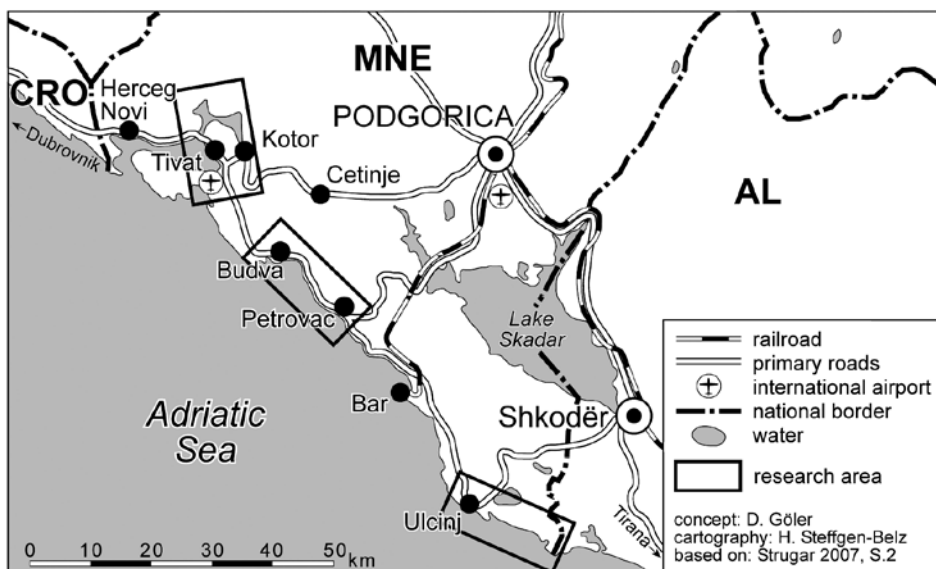 MNE
CRO
Herceg
Novi
PODGORICA
Dubrovnik
Tivat
Kotor
Cetinje
AL
Budva
Petrovac
Lake
Skadar
Bar
Shkodër
Adriatic
Sea
Ulcinj
Tirana
0 10 20 30 40 50
km
railroad
primary roads
international airport
national border
water
research area
concept: D. Göler
cartography: H. Steffgen-Belz
based on: Strugar 2007, S.2